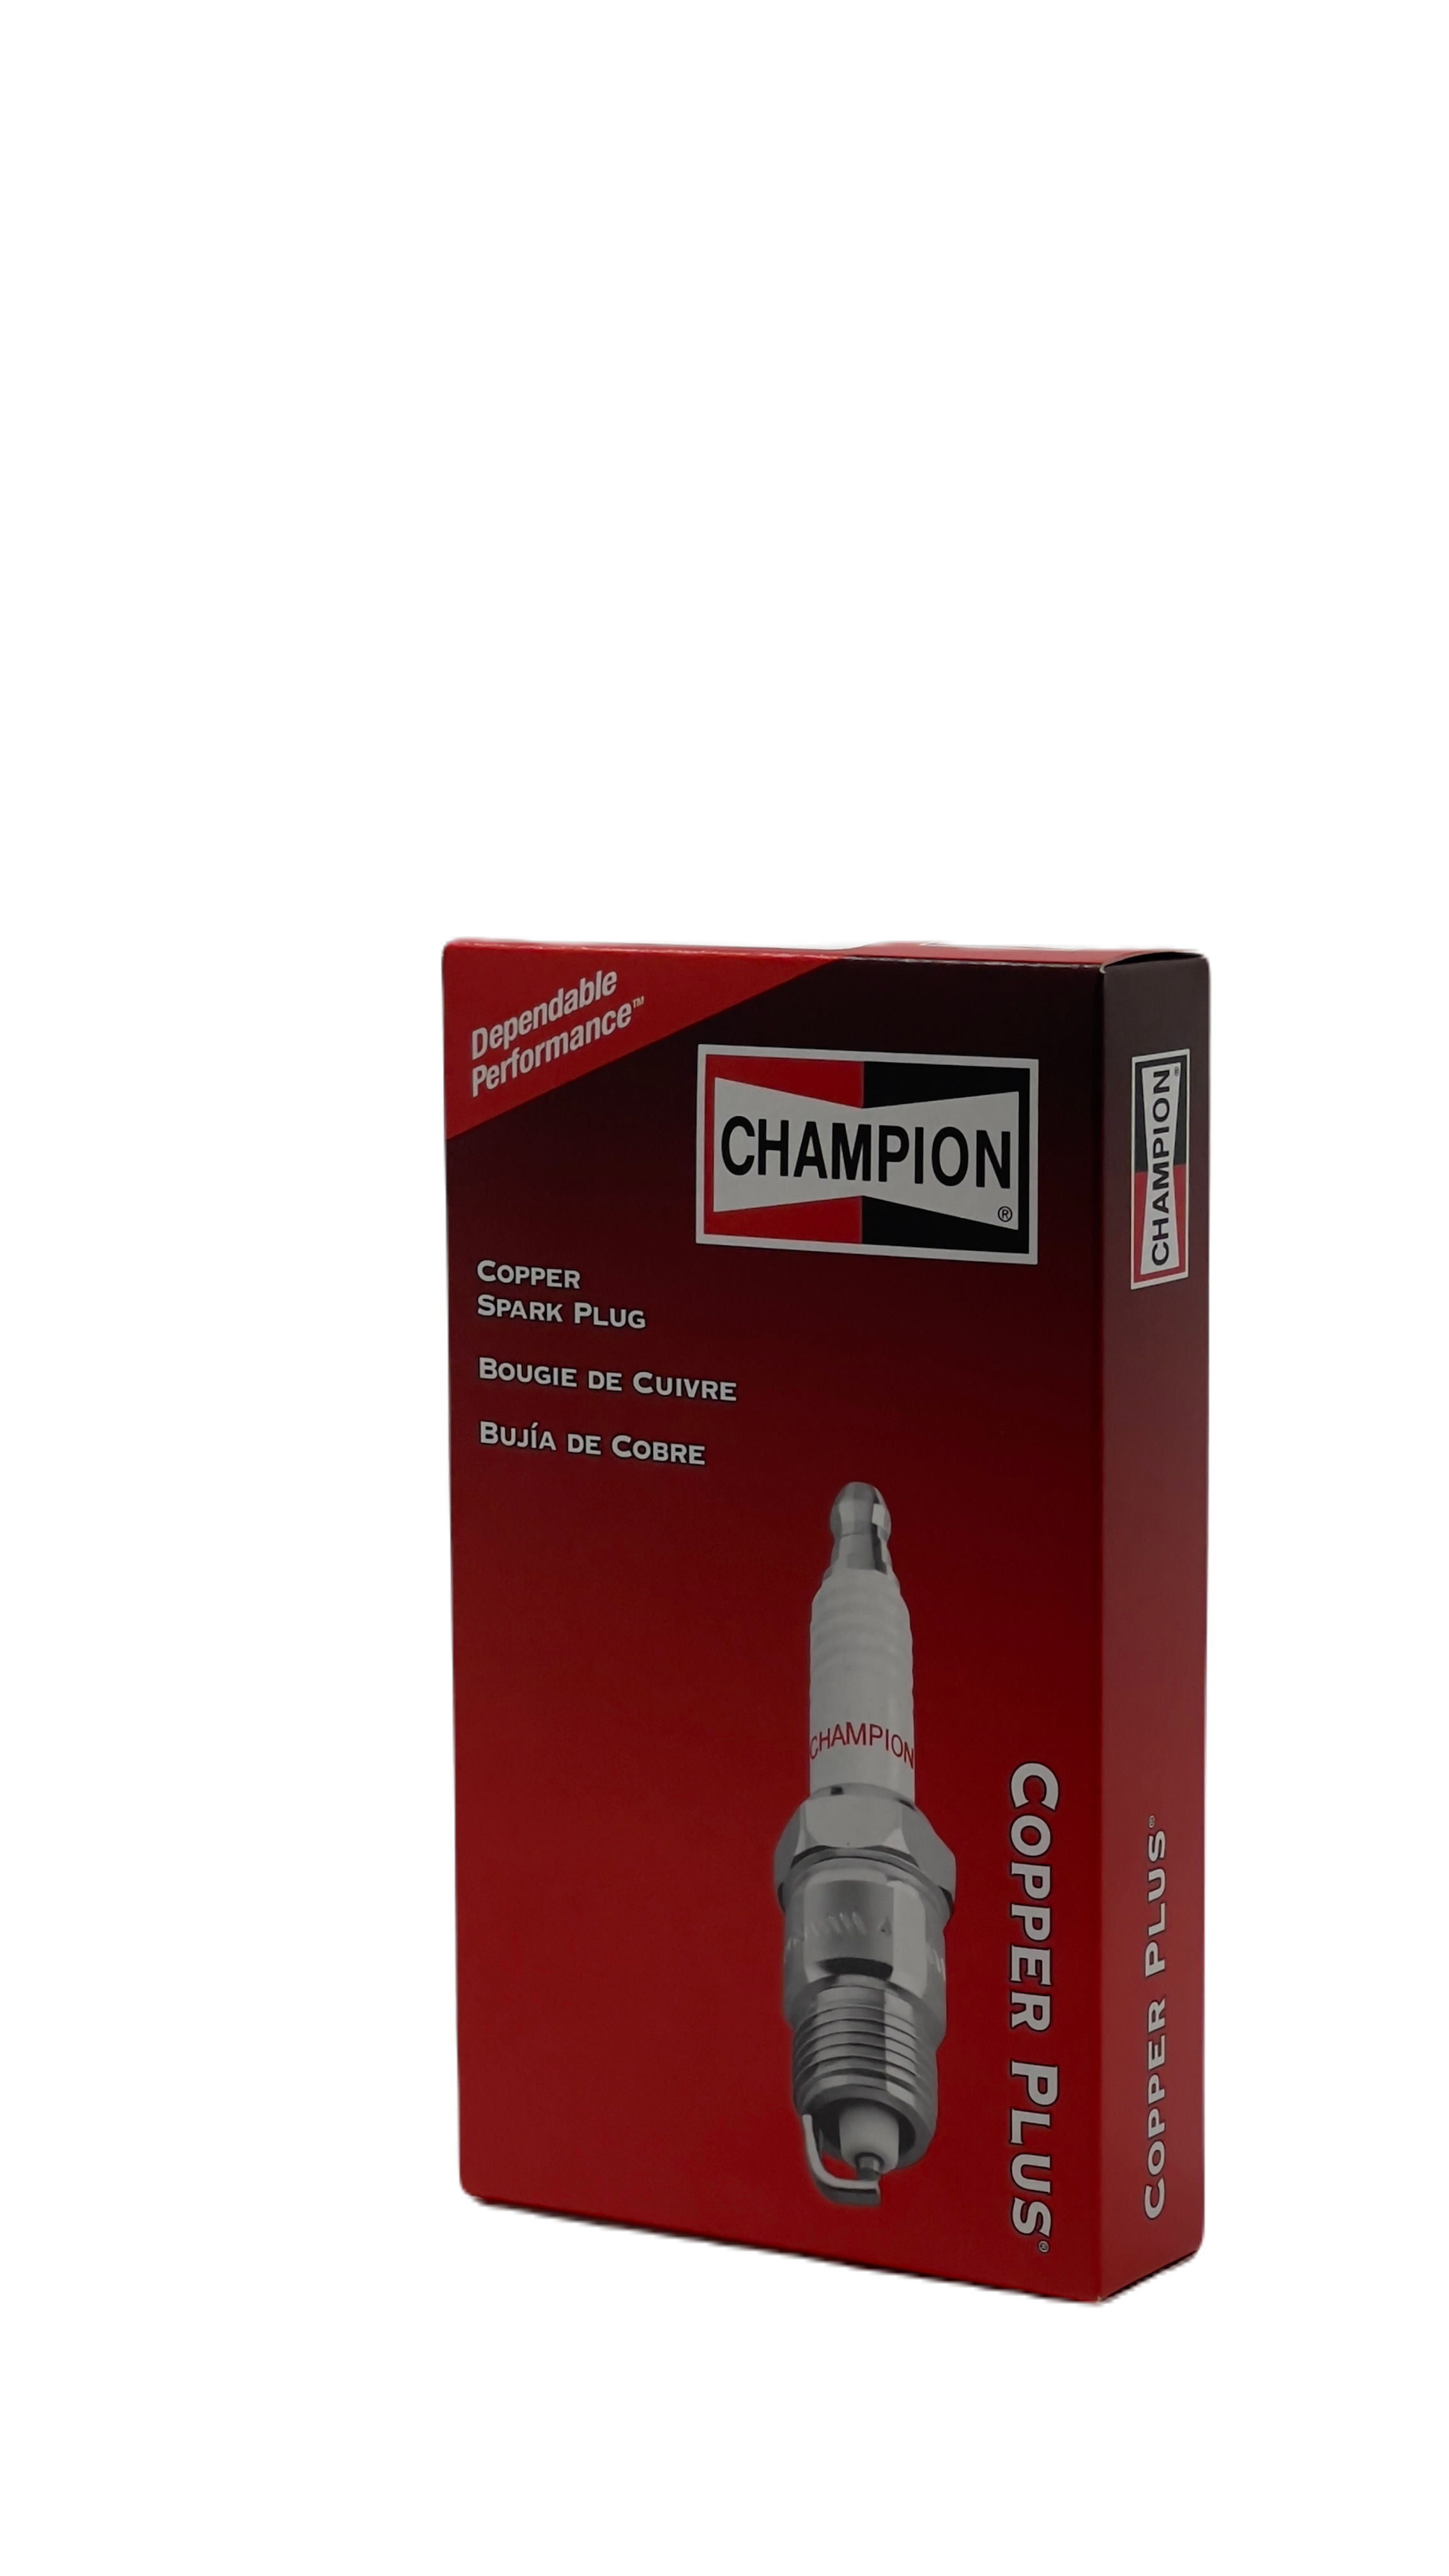 Dependable
Performance™
CHAMPION
®
COPPER
SPARK PLUG
BOUGIE DE CUIVRE
BUJÍA DE COBRE
CHAMPION
COPPER PLUS®
CHAMPION®
COPPER PLUS®